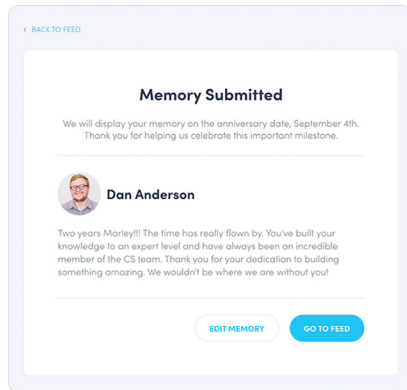 ‹ BACK TO FEED
Memory Submitted
We will display your memory on the anniversary date, September 4th.
Thank you for helping us celebrate this important milestone.
Dan Anderson
Two years Marley!!! The time has really flown by. You've built your
knowledge to an expert level and have always been an incredible
member of the CS team. Thank you for your dedication to building
something amazing. We wouldn't be where we are without you!
EDIT MEMORY GO TO FEED